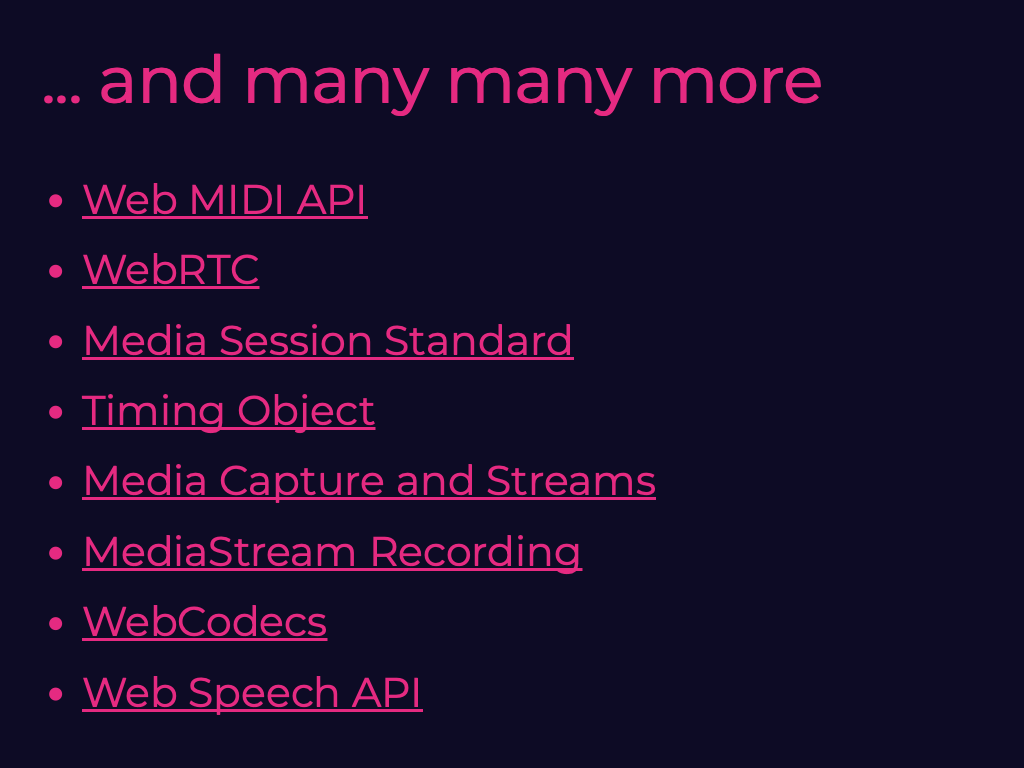 ... and many many more
• Web MIDI API
• WebRTC
• Media Session Standard
• Timing Object
• Media Capture and Streams
• MediaStream Recording
• WebCodecs
• Web Speech API